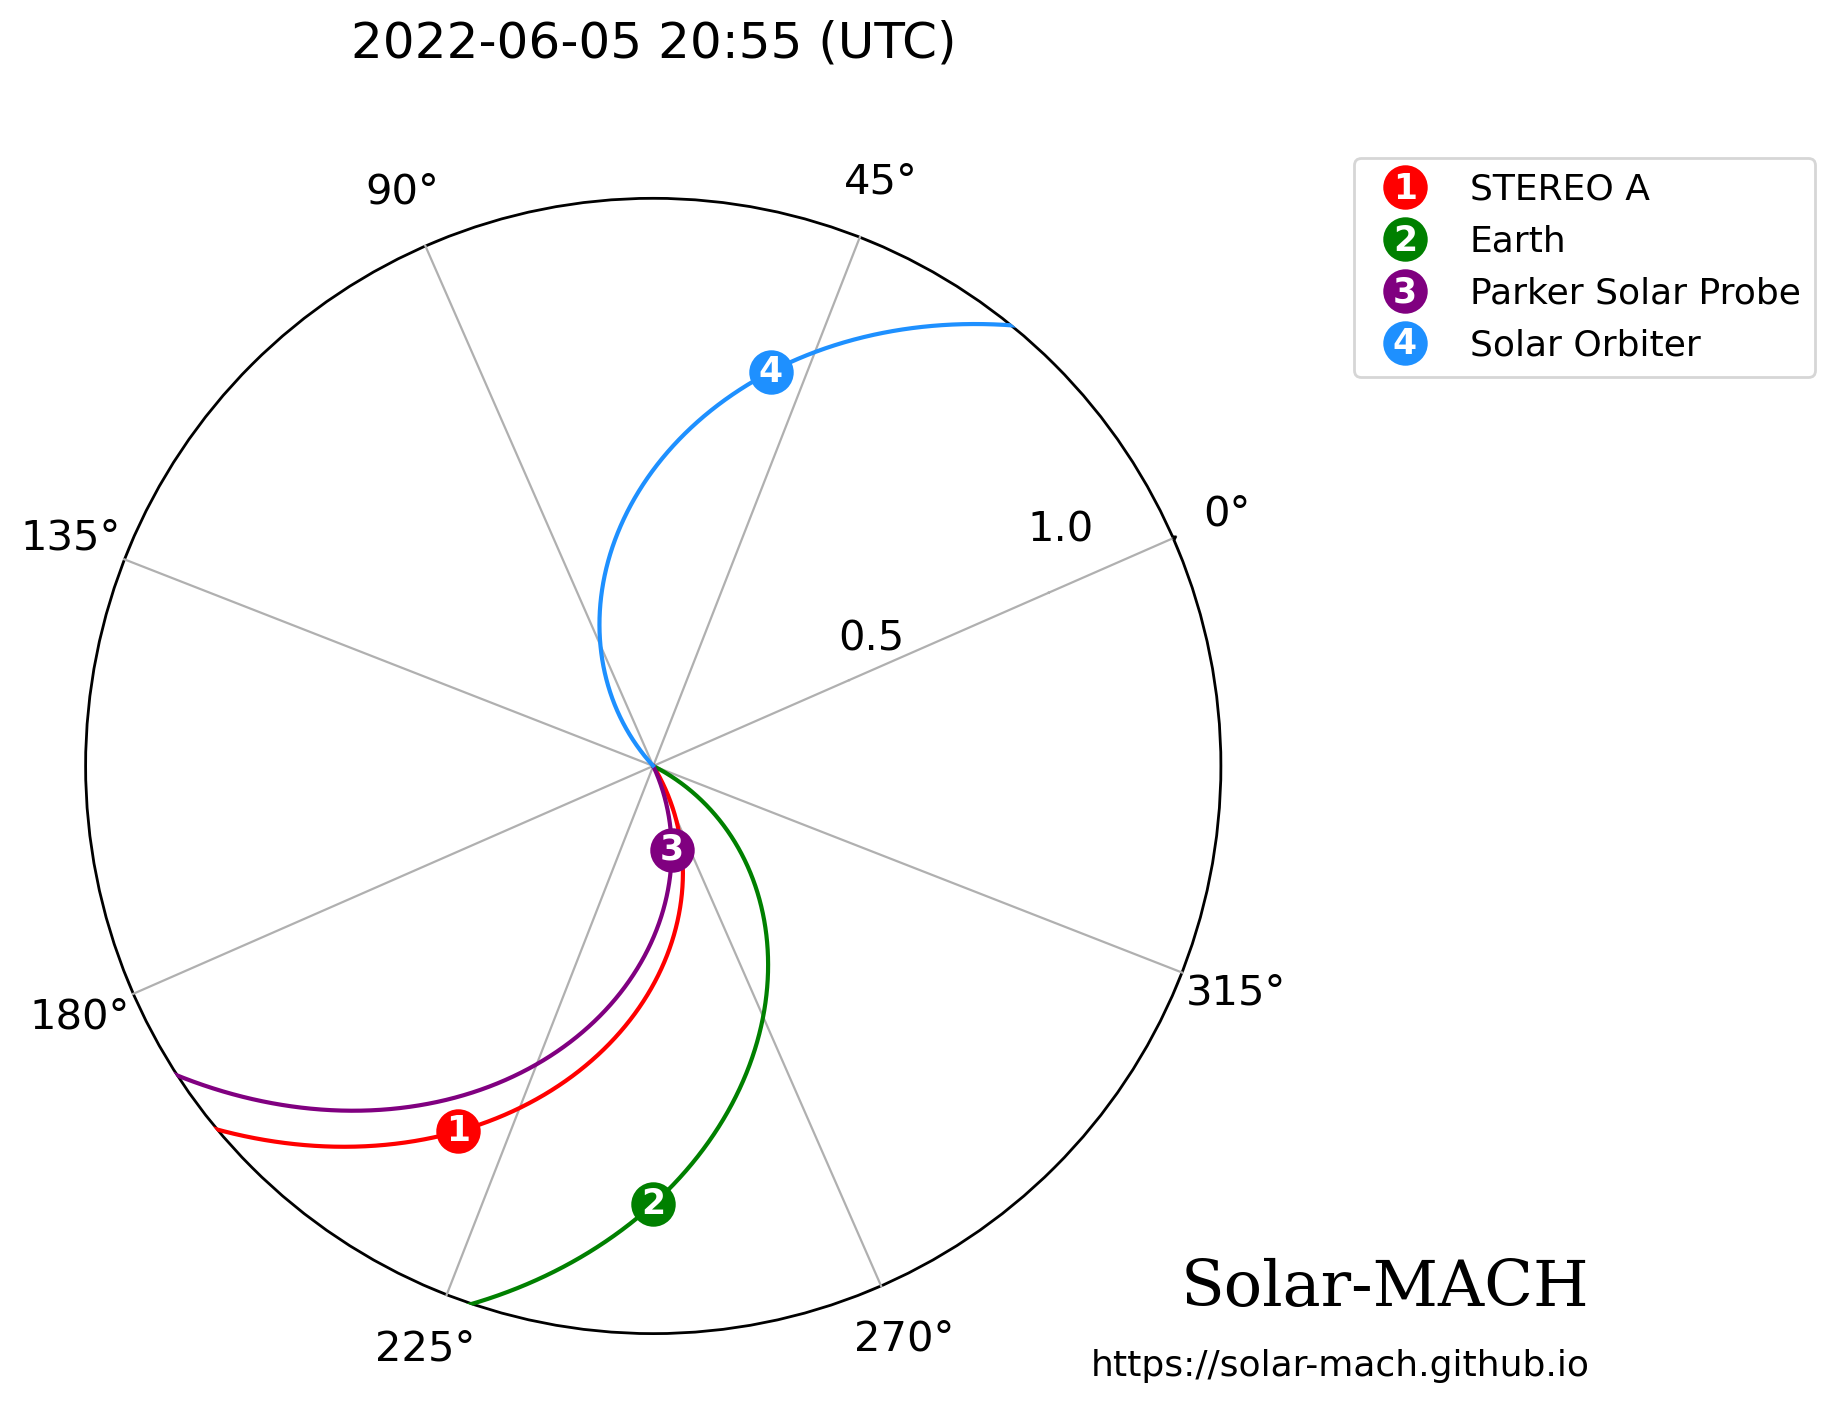 2022-06-05 20:55 (UTC)
90°
45°
1 STEREO A
2 Earth
3 Parker Solar Probe
4 Solar Orbiter
4
135°
1.0
0°
0.5
3
180°
315°
1
2
225°
270°
Solar-MACH
https://solar-mach.github.io